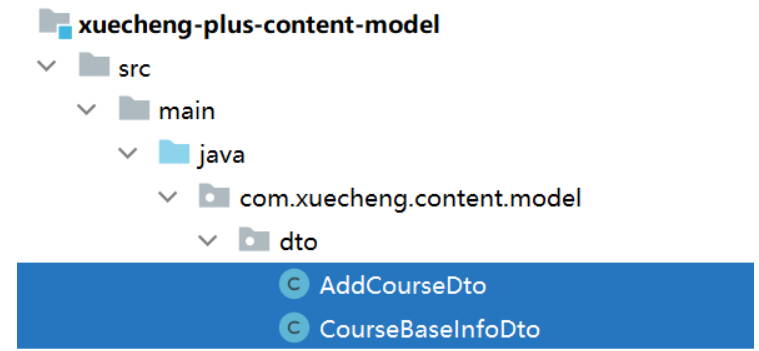 xuecheng-plus-content-model
src
main
java
com.xuecheng.content.model
dto
C AddCourseDto
C CourseBaseInfoDto